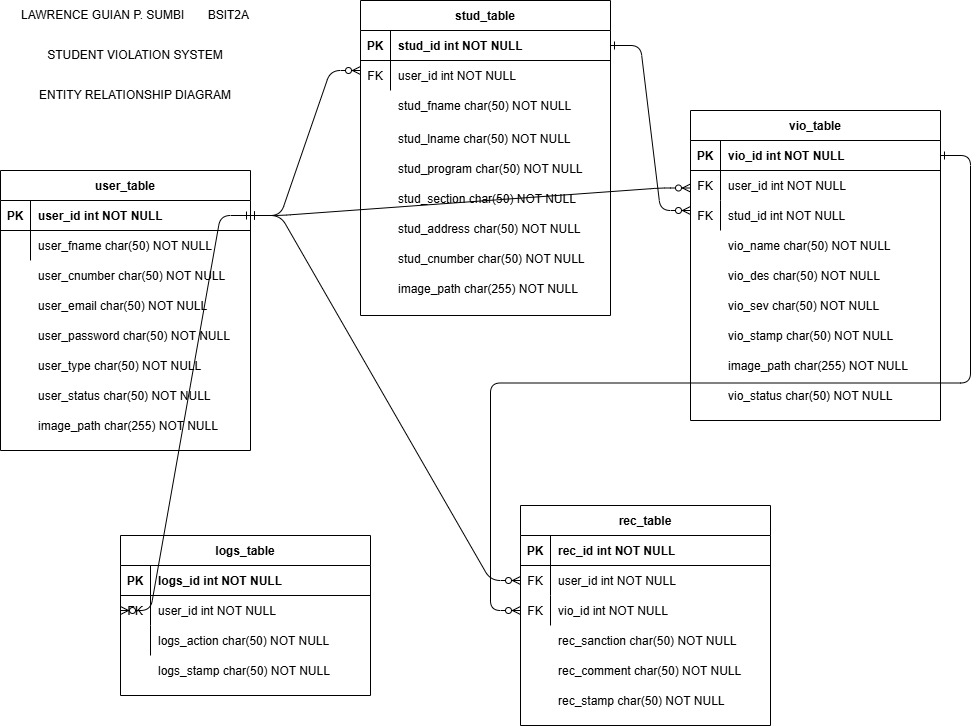 LAWRENCE GUIAN P. SUMBI BSIT2A
STUDENT VIOLATION SYSTEM
ENTITY RELATIONSHIP DIAGRAM
stud_table
PK stud_id int NOT NULL
FK user_id int NOT NULL
stud_fname char(50) NOT NULL
stud_lname char(50) NOT NULL
stud_program char(50) NOT NULL
stud_section char(50) NOT NULL
stud_address char(50) NOT NULL
stud_cnumber char(50) NOT NULL
image_path char(255) NOT NULL
vio_table
PK vio_id int NOT NULL
FK user_id int NOT NULL
FK stud_id int NOT NULL
vio_name char(50) NOT NULL
vio_des char(50) NOT NULL
vio_sev char(50) NOT NULL
vio_stamp char(50) NOT NULL
image_path char(255) NOT NULL
vio_status char(50) NOT NULL
user_table
PK user_id int NOT NULL
user_fname char(50) NOT NULL
user_cnumber char(50) NOT NULL
user_email char(50) NOT NULL
user_password char(50) NOT NULL
user_type char(50) NOT NULL
user_status char(50) NOT NULL
image_path char(255) NOT NULL
logs_table
PK logs_id int NOT NULL
FK user_id int NOT NULL
logs_action char(50) NOT NULL
logs_stamp char(50) NOT NULL
rec_table
PK rec_id int NOT NULL
FK user_id int NOT NULL
FK vio_id int NOT NULL
rec_sanction char(50) NOT NULL
rec_comment char(50) NOT NULL
rec_stamp char(50) NOT NULL